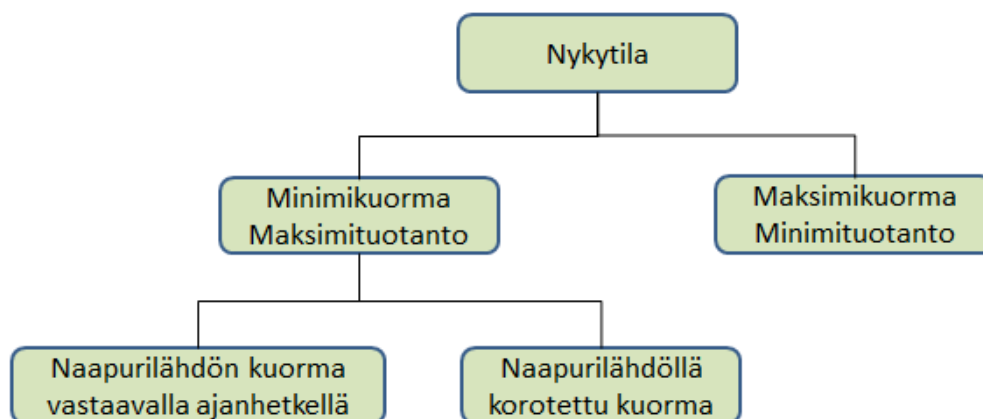 Nykytila
Minimikuorma
Maksimituotanto
Maksimikuorma
Minimituotanto
Naapurilähdön kuorma
vastaavalla ajanhetkellä
Naapurilähdöllä
korotettu kuorma